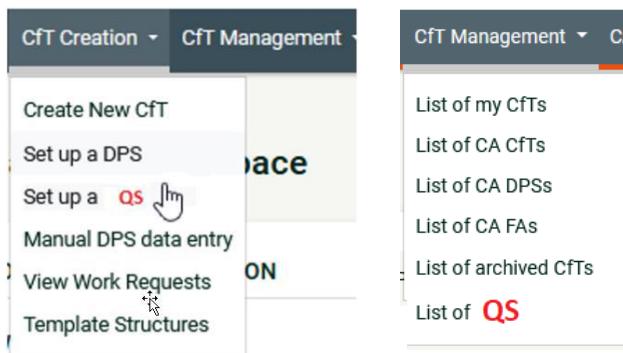 CfT Creation CfT Management
Create New CfT
Set up a DPS
Set up a QS
Manual DPS data entry
View Work Requests
Template Structures
ace
ON
CfT Management C
List of my CfTs
List of CA CfTs
List of CA DPSs
List of CA FAs
List of archived CfTs
List of QS